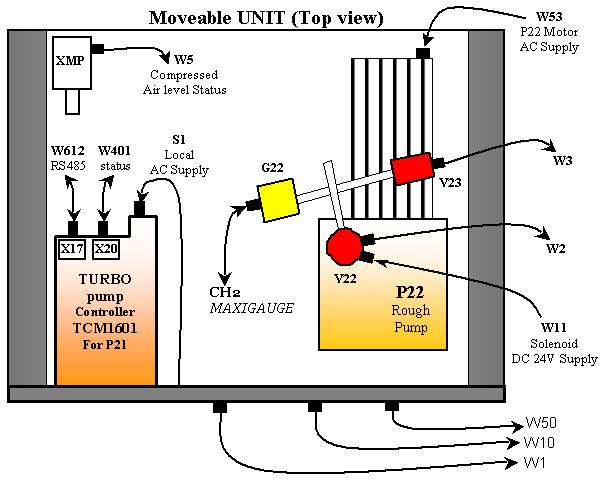 Moveable UNIT (Top view)
W53
P22 Motor
AC Supply
XMP
W5
Compressed
Air level Status
W612
RS485
W401
status
S1
Local
AC Supply
G22
V23
W3
X17
X20
TURBO
pump
Controller
TCM1601
For P21
CH2
MAXIGAUGE
V22
W2
P22
Rough
Pump
W11
Solenoid
DC 24V Supply
W50
W10
W1